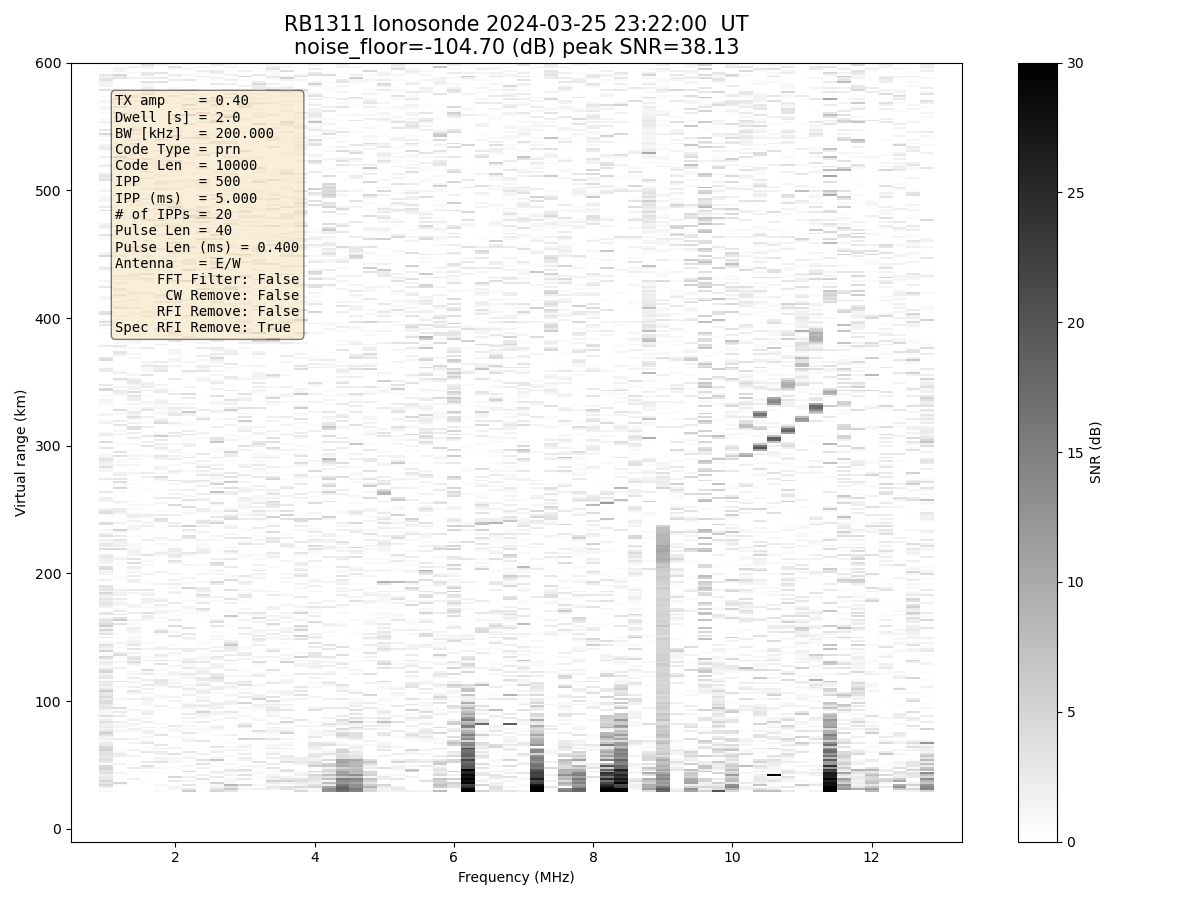 RB1311 Ionosonde 2024-03-25 23:22:00 UT
noise_floor=-104.70 (dB) peak SNR=38.13
TX amp = 0.40
Dwell [s] = 2.0
BW [kHz] = 200.000
Code Type = prn
Code Len = 10000
IPP = 500
IPP (ms) = 5.000
# of IPPs = 20
Pulse Len = 40
Pulse Len (ms) = 0.400
Antenna = E/W
FFT Filter: False
CW Remove: False
RFI Remove: False
Spec RFI Remove: True
Virtual range (km)
600
500
400
300
200
100
0
2 4 6 8 10 12
Frequency (MHz)
30
25
20
15
10
5
0
SNR (dB)